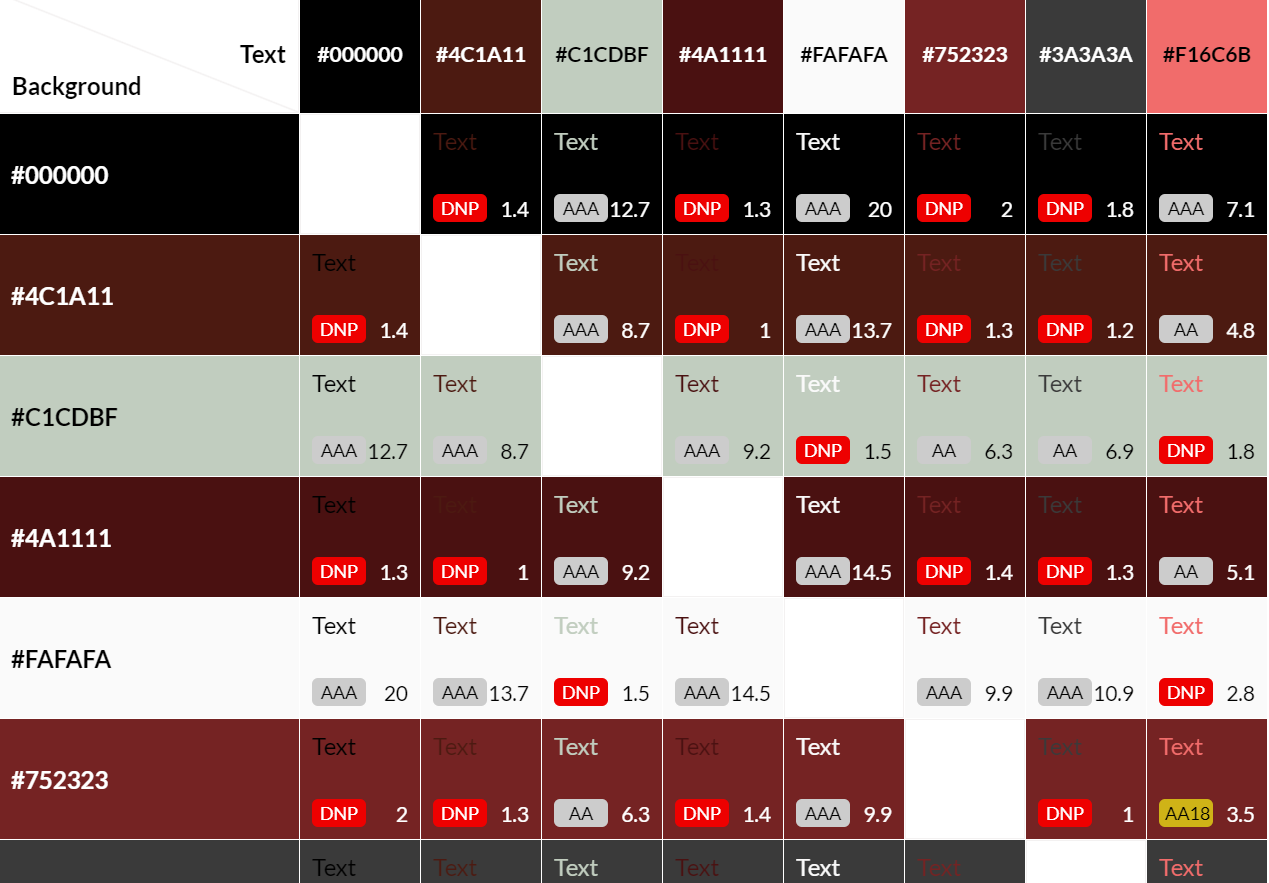 Text #000000 #4C1A11 #C1CDBF #4A1111 #FAFAFA #752323 #3A3A3A #F16C6B
Background
Text Text Text Text Text Text Text
#000000
DNP 1.4 AAA 12.7 DNP 1.3 AAA 20 DNP 2 DNP 1.8 AAA 7.1
Text Text Text Text Text Text Text
#4C1A11
DNP 1.4 AAA 8.7 DNP 1 AAA 13.7 DNP 1.3 DNP 1.2 AA 4.8
Text Text Text Text Text Text Text
#C1CDBF
AAA 12.7 AAA 8.7 AAA 9.2 DNP 1.5 AA 6.3 AA 6.9 DNP 1.8
Text Text Text Text Text Text Text
#4A1111
DNP 1.3 DNP 1 AAA 9.2 AAA 14.5 DNP 1.4 DNP 1.3 AA 5.1
Text Text Text Text Text Text Text
#FAFAFA
AAA 20 AAA 13.7 DNP 1.5 AAA 14.5 AAA 9.9 AAA 10.9 DNP 2.8
Text Text Text Text Text Text Text
#752323
DNP 2 DNP 1.3 AA 6.3 DNP 1.4 AAA 9.9 DNP 1 AA18 3.5
Text Text Text Text Text Text Text